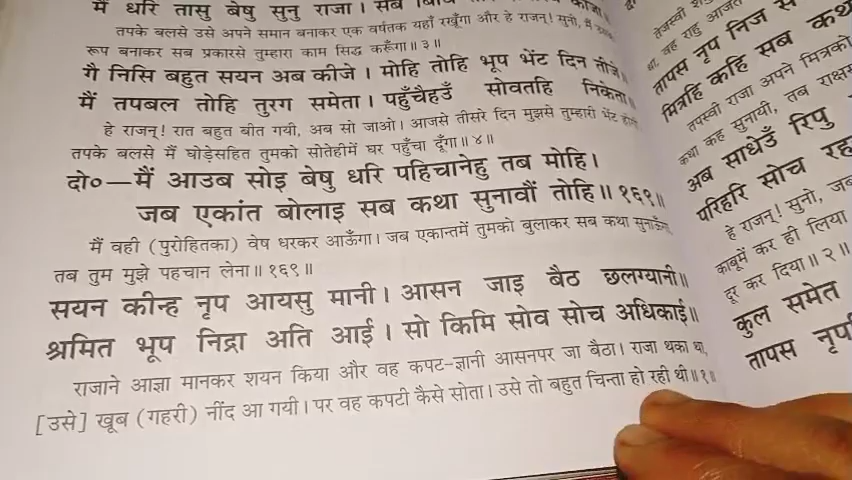 मैं धरि तासु बेषु सुनु राजा। सब
तपके बलसे उसे अपने समान बनाकर एक वर्षतक यहाँ रखूँगा और हे राजन्! सुनो, मैं
रूप बनाकर सब प्रकारसे तुम्हारा काम सिद्ध करूँगा॥३॥
गै निसि बहुत सयन अब कीजे। मोहि तोहि भूप भेंट दिन तीजे॥
मैं तपबल तोहि तुरग समेता। पहुँचैहउँ सोवतहि निकेता॥
हे राजन्! रात बहुत बीत गयी, अब सो जाओ। आजसे तीसरे दिन मुझसे तुम्हारी भेंट
तपके बलसे मैं घोड़ेसहित तुमको सोतेहीमें घर पहुँचा दूँगा॥४॥
दो०—मैं आउब सोइ बेषु धरि पहिचानेहु तब मोहि।
जब एकांत बोलाइ सब कथा सुनावौं तोहि॥१६९॥
मैं वही (पुरोहितका) वेष धरकर आऊँगा। जब एकान्तमें तुमको बुलाकर सब कथा सुनाऊँगा,
तब तुम मुझे पहचान लेना॥१६९॥
सयन कीन्ह नृप आयसु मानी। आसन जाइ बैठ छलग्यानी॥
श्रमित भूप निद्रा अति आई। सो किमि सोव सोच अधिकाई॥
राजाने आज्ञा मानकर शयन किया और वह कपट-ज्ञानी आसनपर जा बैठा। राजा थका था,
[उसे] खूब (गहरी) नींद आ गयी। पर वह कपटी कैसे सोता। उसे तो बहुत चिन्ता हो रही थी॥१॥
तेजस्वी
था, वह राहु आजत
तापस नृप निज
मित्रहि कहि सब कथ
तपस्वी राजा अपने मित्रको
कथा कह सुनायी, तब राक्ष
अब साधेउँ रिपु
परिहरि सोच रह
हे राजन्! सुनो, जब
काबूमें कर ही लिया
दूर कर दिया॥२॥
कुल समेत
तापस नृप